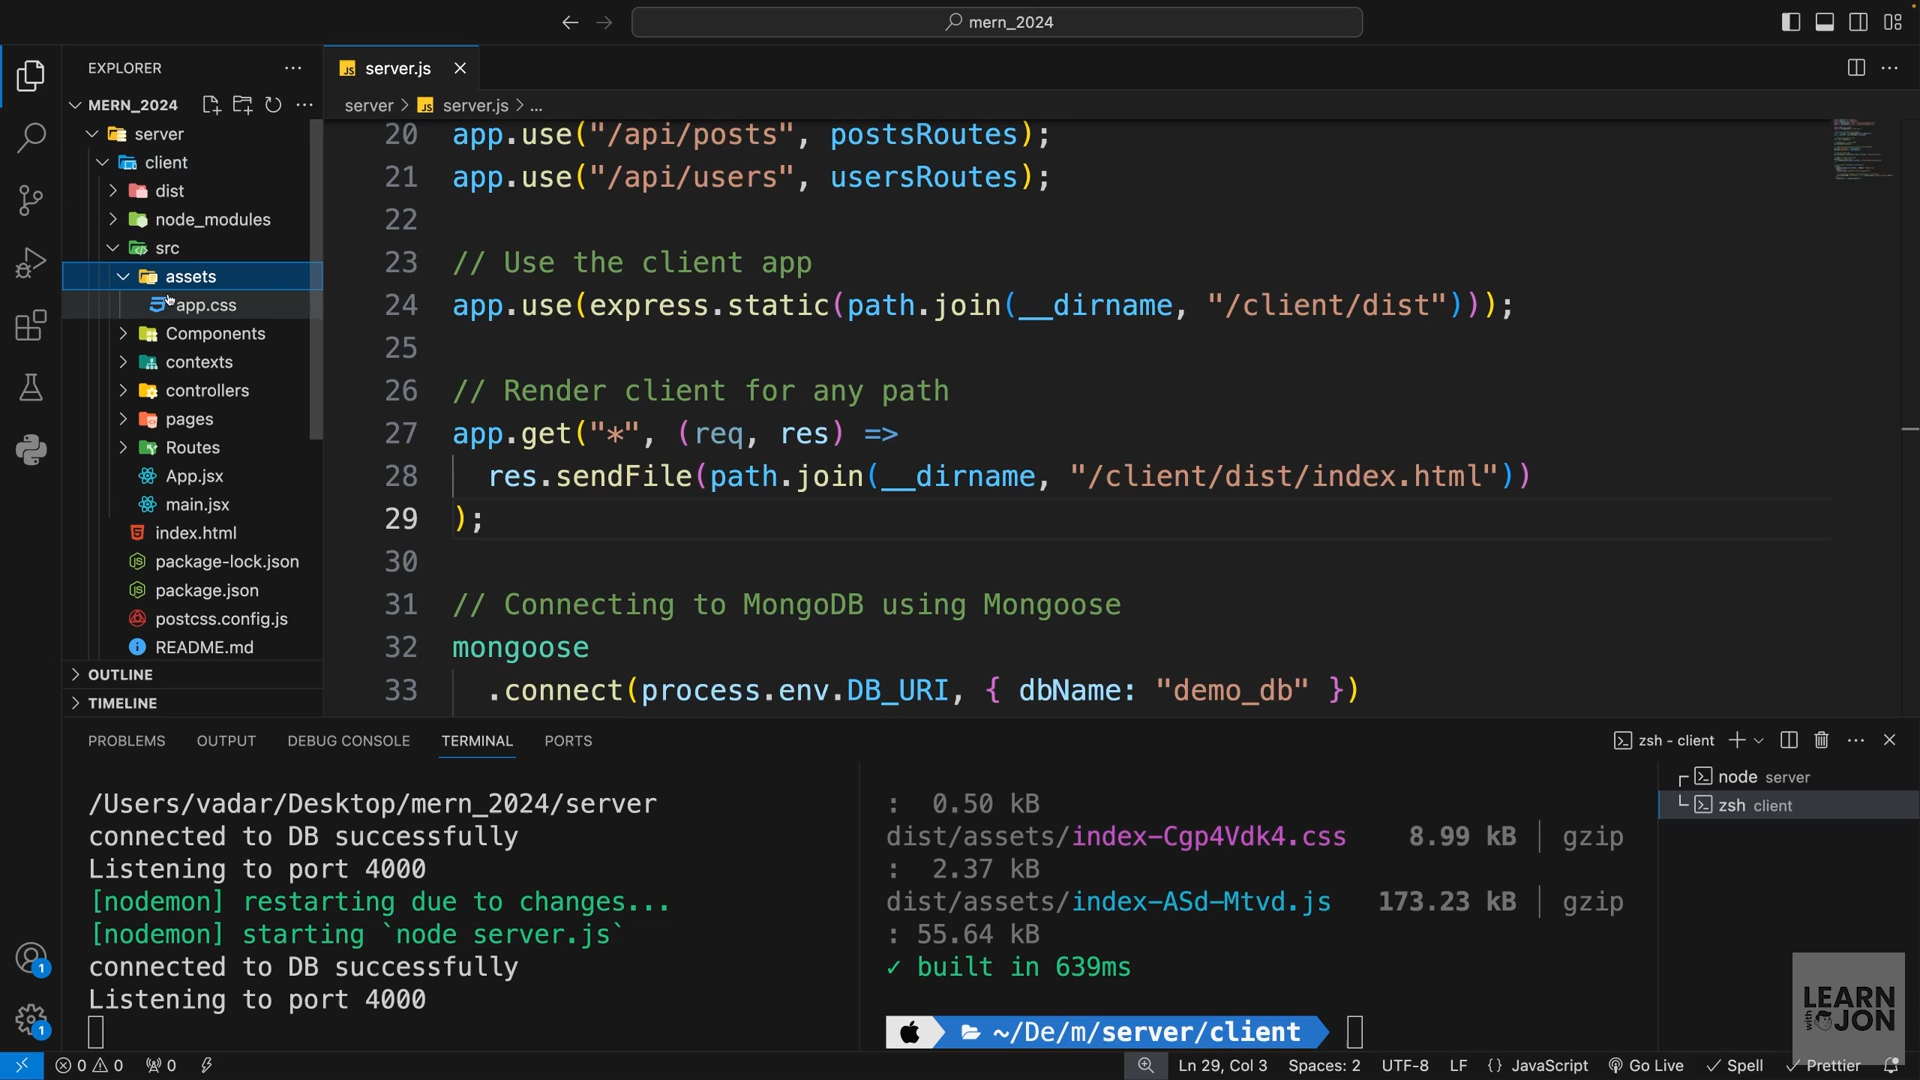 mern_2024
EXPLORER
server.js
MERN_2024
server > server.js > ...
server
client
dist
node_modules
src
assets
app.css
Components
contexts
controllers
pages
Routes
App.jsx
main.jsx
index.html
package-lock.json
package.json
postcss.config.js
README.md
OUTLINE
TIMELINE
20 app.use("/api/posts", postsRoutes);
21 app.use("/api/users", usersRoutes);
22
23 // Use the client app
24 app.use(express.static(path.join(__dirname, "/client/dist")));
25
26 // Render client for any path
27 app.get("*", (req, res) =>
28 res.sendFile(path.join(__dirname, "/client/dist/index.html"))
29 );
30
31 // Connecting to MongoDB using Mongoose
32 mongoose
33 .connect(process.env.DB_URI, { dbName: "demo_db" })
PROBLEMS OUTPUT DEBUG CONSOLE TERMINAL PORTS
zsh - client
/Users/vadar/Desktop/mern_2024/server
connected to DB successfully
Listening to port 4000
[nodemon] restarting due to changes...
[nodemon] starting `node server.js`
connected to DB successfully
Listening to port 4000
: 0.50 kB
dist/assets/index-Cgp4Vdk4.css 8.99 kB │ gzip
: 2.37 kB
dist/assets/index-ASd-Mtvd.js 173.23 kB │ gzip
: 55.64 kB
✓ built in 639ms
~/De/m/server/client
node server
zsh client
LEARN
with
JON
1
1
0 0 0
Ln 29, Col 3 Spaces: 2 UTF-8 LF {} JavaScript Go Live Spell Prettier